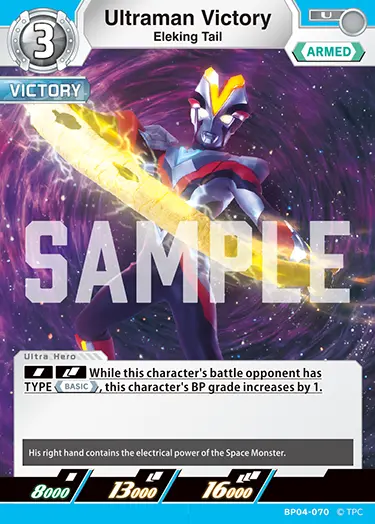 Ultraman Victory
Eleking Tail
3
U
ARMED
VICTORY
SAMPLE
Ultra Hero
While this character's battle opponent has
TYPE BASIC, this character's BP grade increases by 1.
His right hand contains the electrical power of the Space Monster.
8000 13000 16000
BP04-070 © TPC